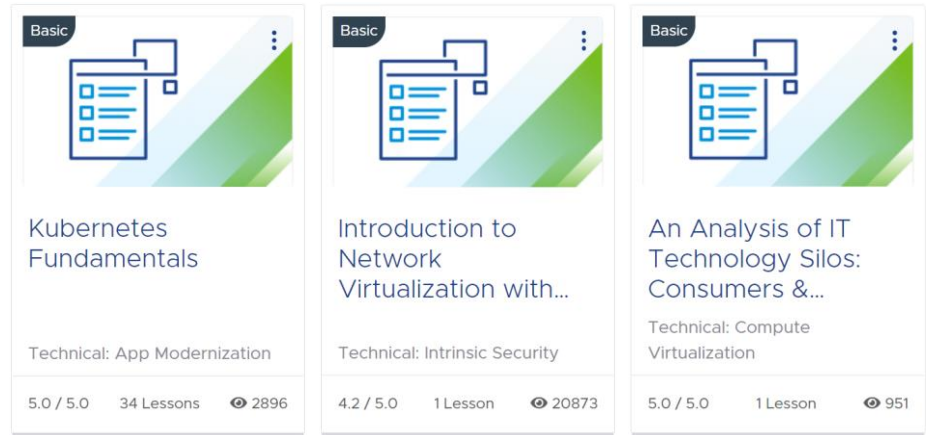 Basic
Kubernetes
Fundamentals
Technical: App Modernization
5.0 / 5.0 34 Lessons 2896
Basic
Introduction to
Network
Virtualization with...
Technical: Intrinsic Security
4.2 / 5.0 1 Lesson 20873
Basic
An Analysis of IT
Technology Silos:
Consumers &...
Technical: Compute
Virtualization
5.0 / 5.0 1 Lesson 951